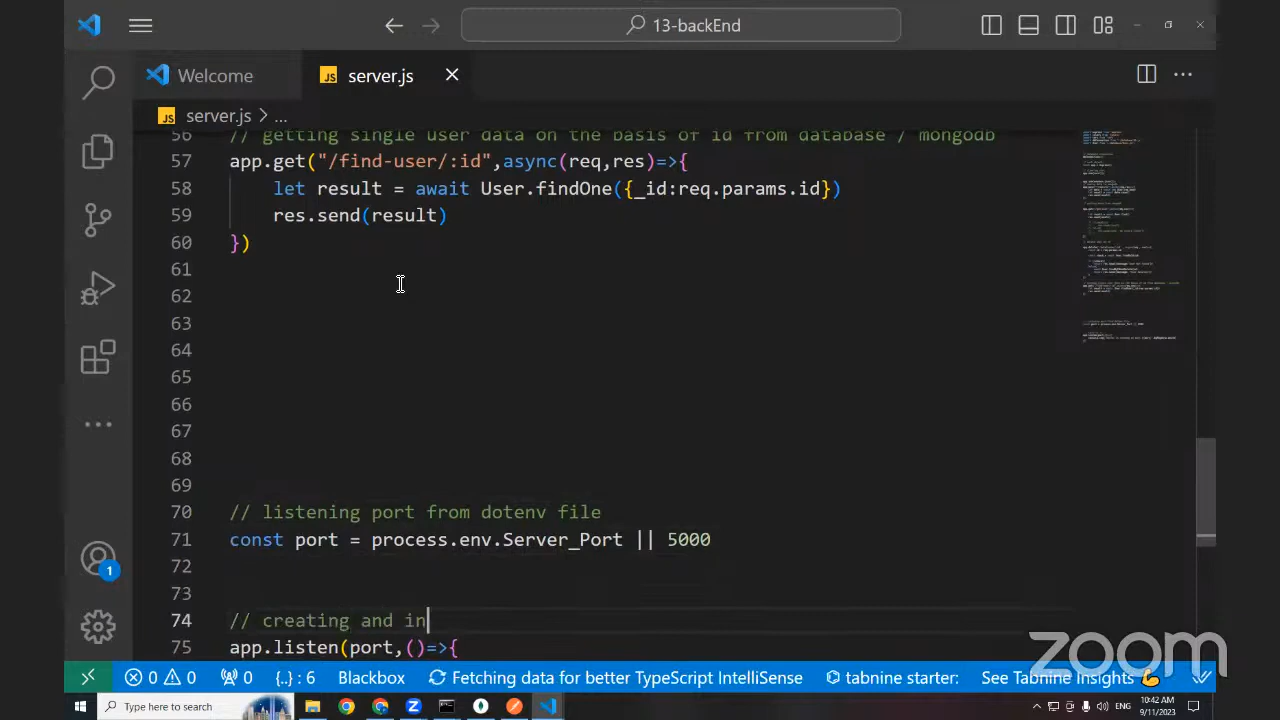 13-backEnd
Welcome
JS server.js
JS server.js > ...
56 // getting single user data on the basis of id from database / mongodb
57 app.get("/find-user/:id",async(req,res)=>{
58 let result = await User.findOne({_id:req.params.id})
59 res.send(result)
60 })
61
62
63
64
65
66
67
68
69
70 // listening port from dotenv file
71 const port = process.env.Server_Port || 5000
72
73
74 // creating and in
75 app.listen(port,()=>{
1
zoom
0 0 0 {..} : 6 Blackbox Fetching data for better TypeScript IntelliSense tabnine starter: See Tabnine Insights
Type here to search
ENG
10:42 AM
9/11/2023